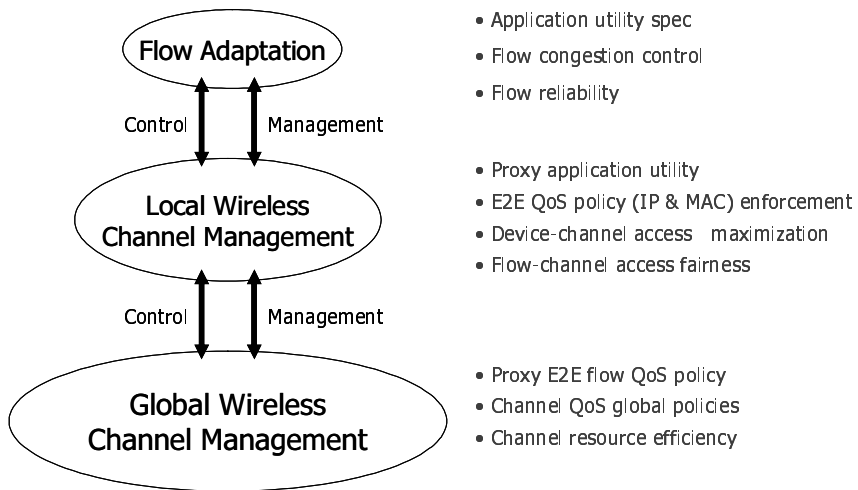 Flow Adaptation
• Application utility spec
• Flow congestion control
• Flow reliability
Control Management
Local Wireless
Channel Management
• Proxy application utility
• E2E QoS policy (IP & MAC) enforcement
• Device-channel access maximization
• Flow-channel access fairness
Control Management
Global Wireless
Channel Management
• Proxy E2E flow QoS policy
• Channel QoS global policies
• Channel resource efficiency